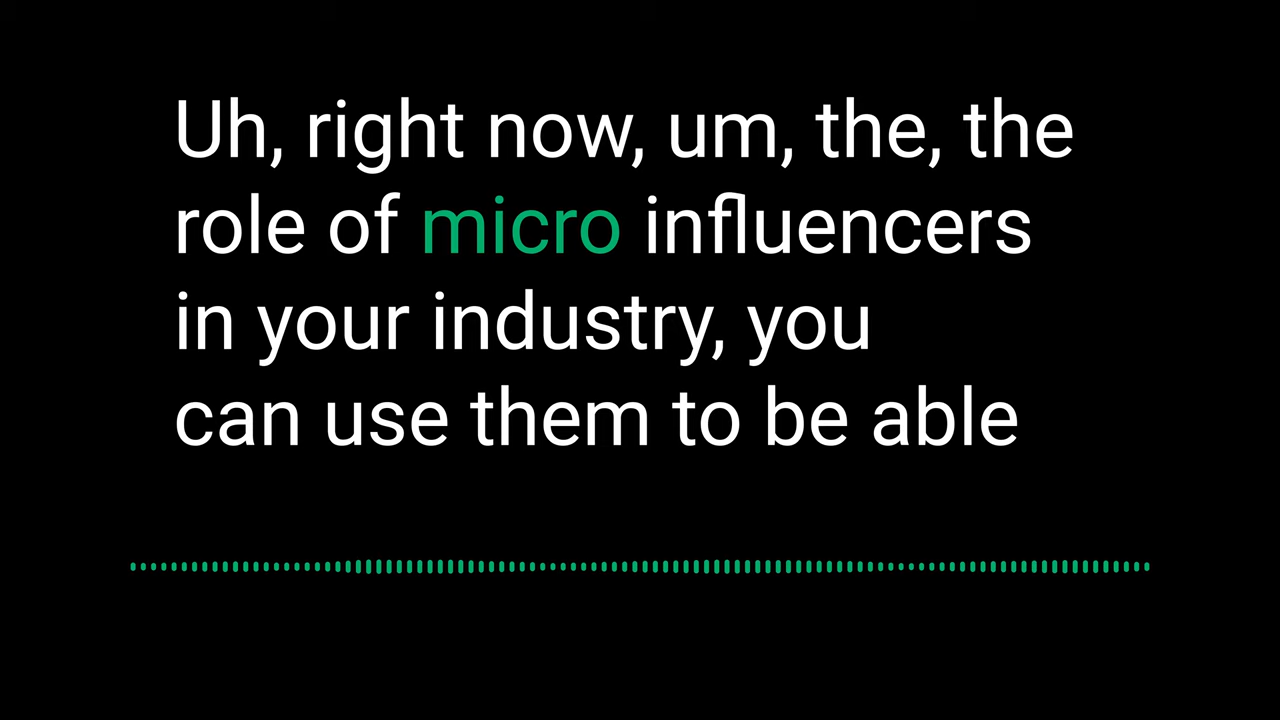 Uh, right now, um, the, the
role of micro influencers
in your industry, you
can use them to be able